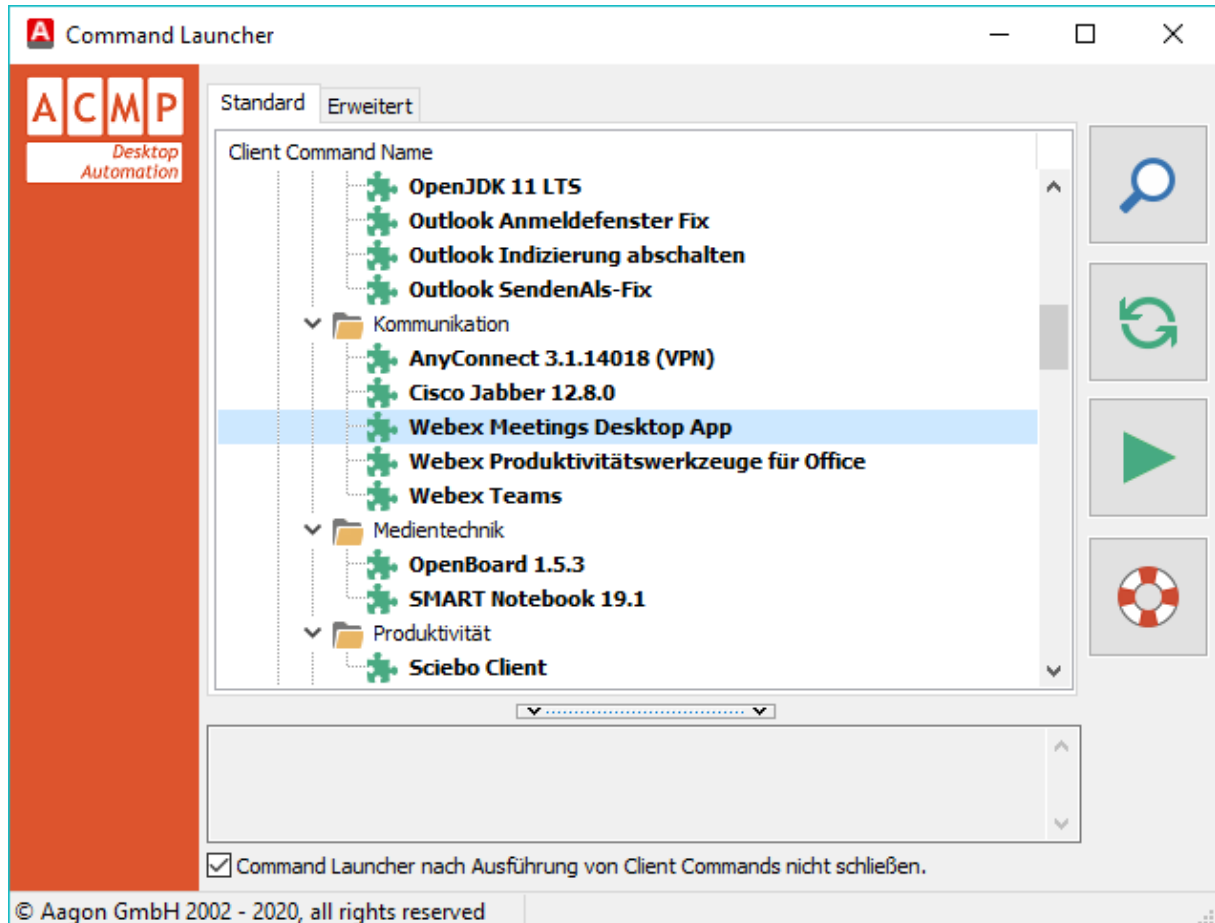 Command Launcher
ACMP
Desktop
Automation
Standard
Erweitert
Client Command Name
OpenJDK 11 LTS
Outlook Anmeldefenster Fix
Outlook Indizierung abschalten
Outlook SendenAls-Fix
Kommunikation
AnyConnect 3.1.14018 (VPN)
Cisco Jabber 12.8.0
Webex Meetings Desktop App
Webex Produktivitätswerkzeuge für Office
Webex Teams
Medientechnik
OpenBoard 1.5.3
SMART Notebook 19.1
Produktivität
Sciebo Client
Command Launcher nach Ausführung von Client Commands nicht schließen.
© Aagon GmbH 2002 - 2020, all rights reserved